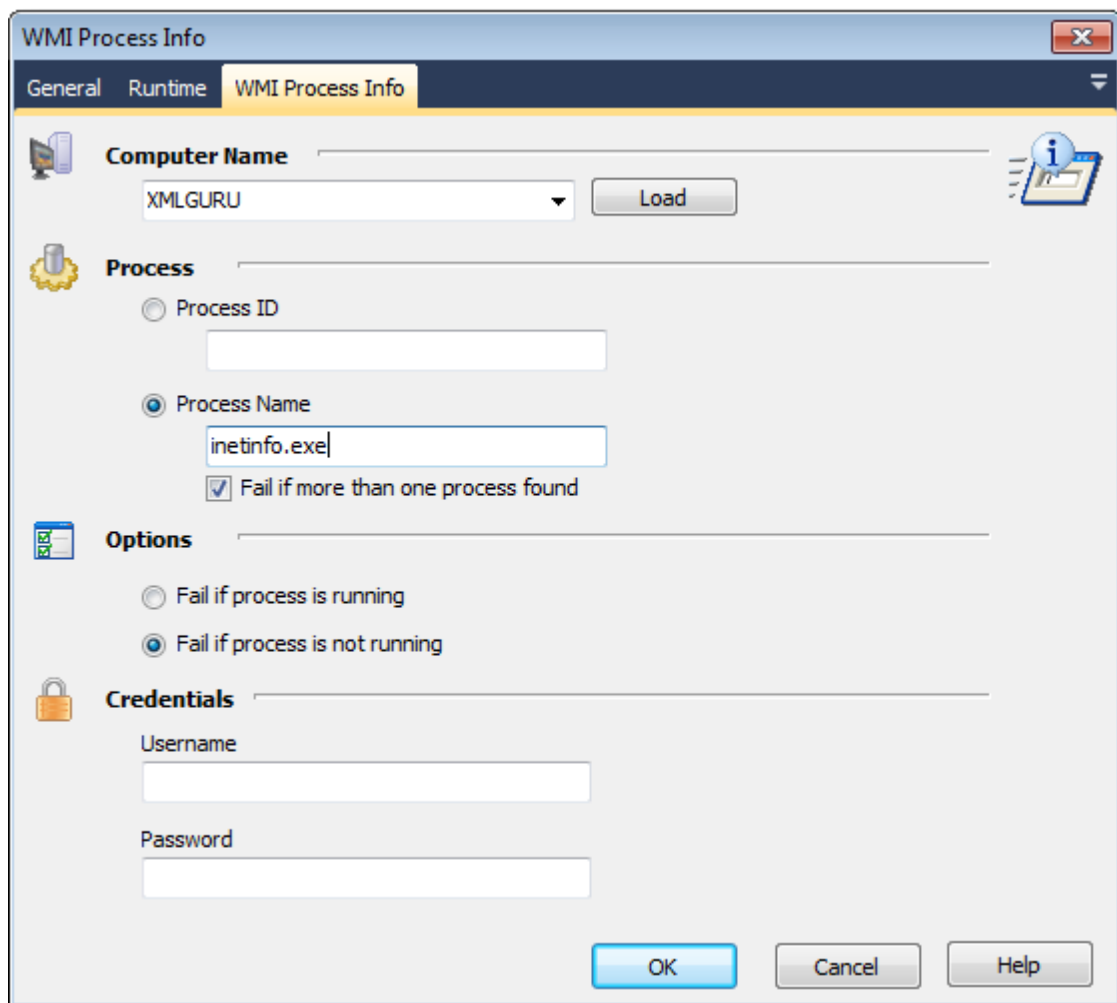 WMI Process Info
General Runtime WMI Process Info
Computer Name
XMLGURU Load
Process
Process ID
Process Name
inetinfo.exe
Fail if more than one process found
Options
Fail if process is running
Fail if process is not running
Credentials
Username
Password
OK Cancel Help